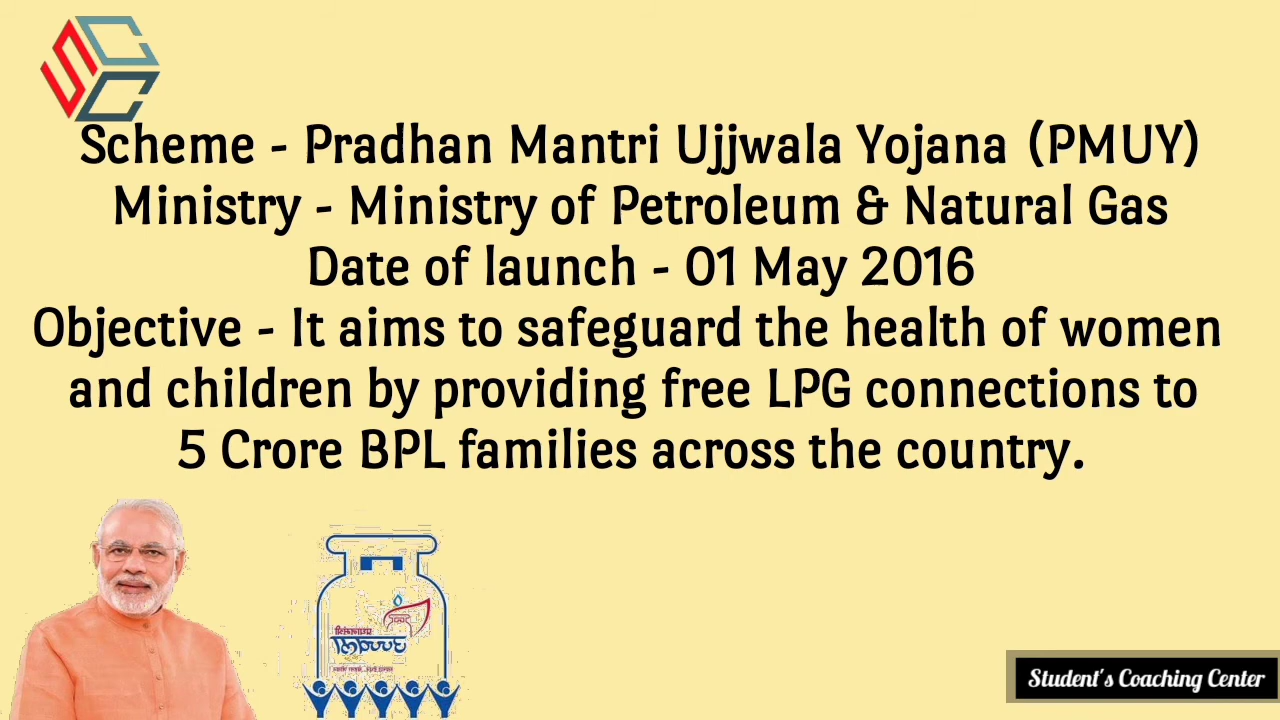 SCC
Scheme - Pradhan Mantri Ujjwala Yojana (PMUY)
Ministry - Ministry of Petroleum & Natural Gas
Date of launch - 01 May 2016
Objective - It aims to safeguard the health of women
and children by providing free LPG connections to
5 Crore BPL families across the country.
Student's Coaching Center